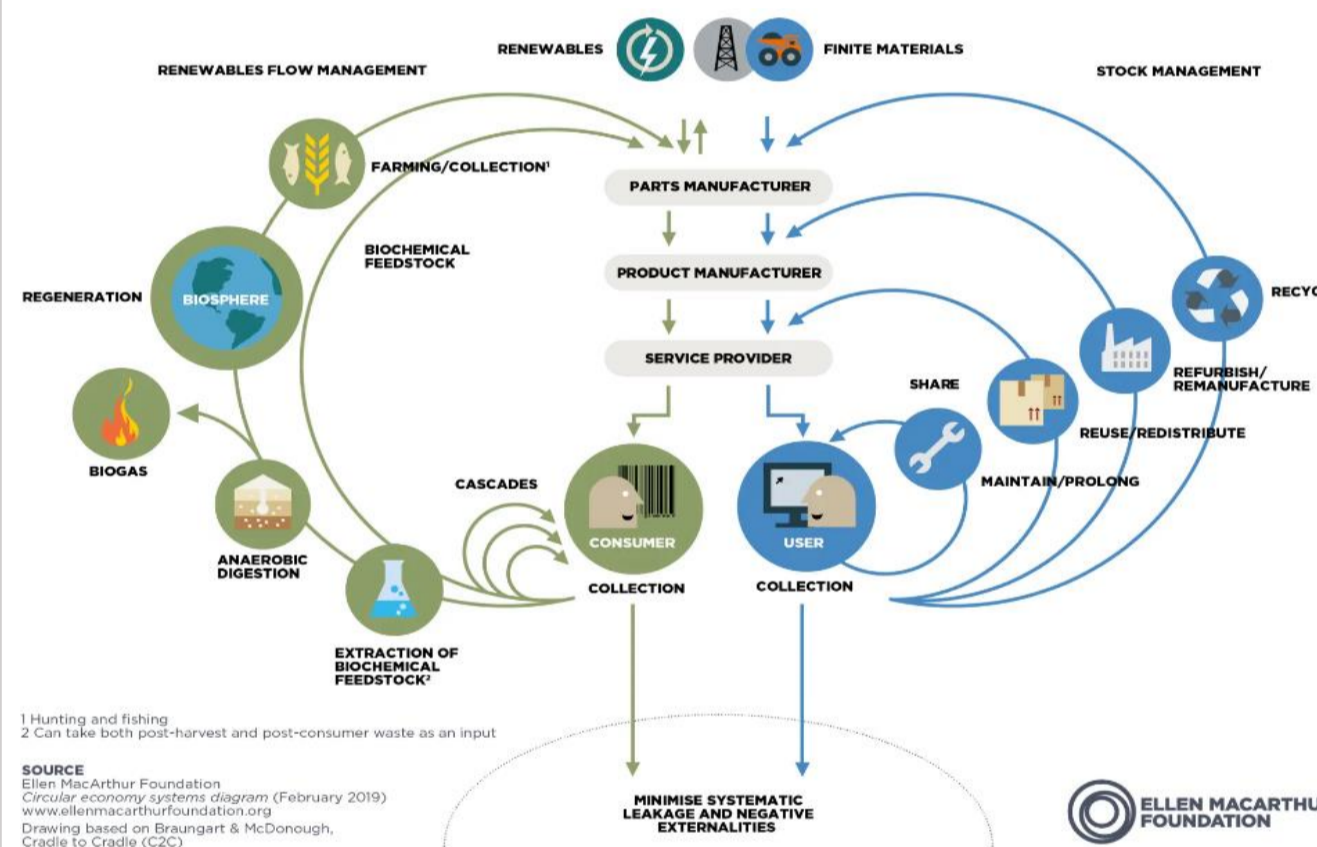 RENEWABLES
FINITE MATERIALS
RENEWABLES FLOW MANAGEMENT
STOCK MANAGEMENT
FARMING/COLLECTION¹
PARTS MANUFACTURER
BIOCHEMICAL
FEEDSTOCK
PRODUCT MANUFACTURER
REGENERATION
BIOSPHERE
RECYC
SERVICE PROVIDER
SHARE
REFURBISH/
REMANUFACTURE
REUSE/REDISTRIBUTE
BIOGAS
CASCADES
MAINTAIN/PROLONG
CONSUMER
USER
ANAEROBIC
DIGESTION
COLLECTION
COLLECTION
EXTRACTION OF
BIOCHEMICAL
FEEDSTOCK²
1 Hunting and fishing
2 Can take both post-harvest and post-consumer waste as an input
SOURCE
Ellen MacArthur Foundation
Circular economy systems diagram (February 2019)
www.ellenmacarthurfoundation.org
Drawing based on Braungart & McDonough,
Cradle to Cradle (C2C)
MINIMISE SYSTEMATIC
LEAKAGE AND NEGATIVE
EXTERNALITIES
ELLEN MACARTHU
FOUNDATION